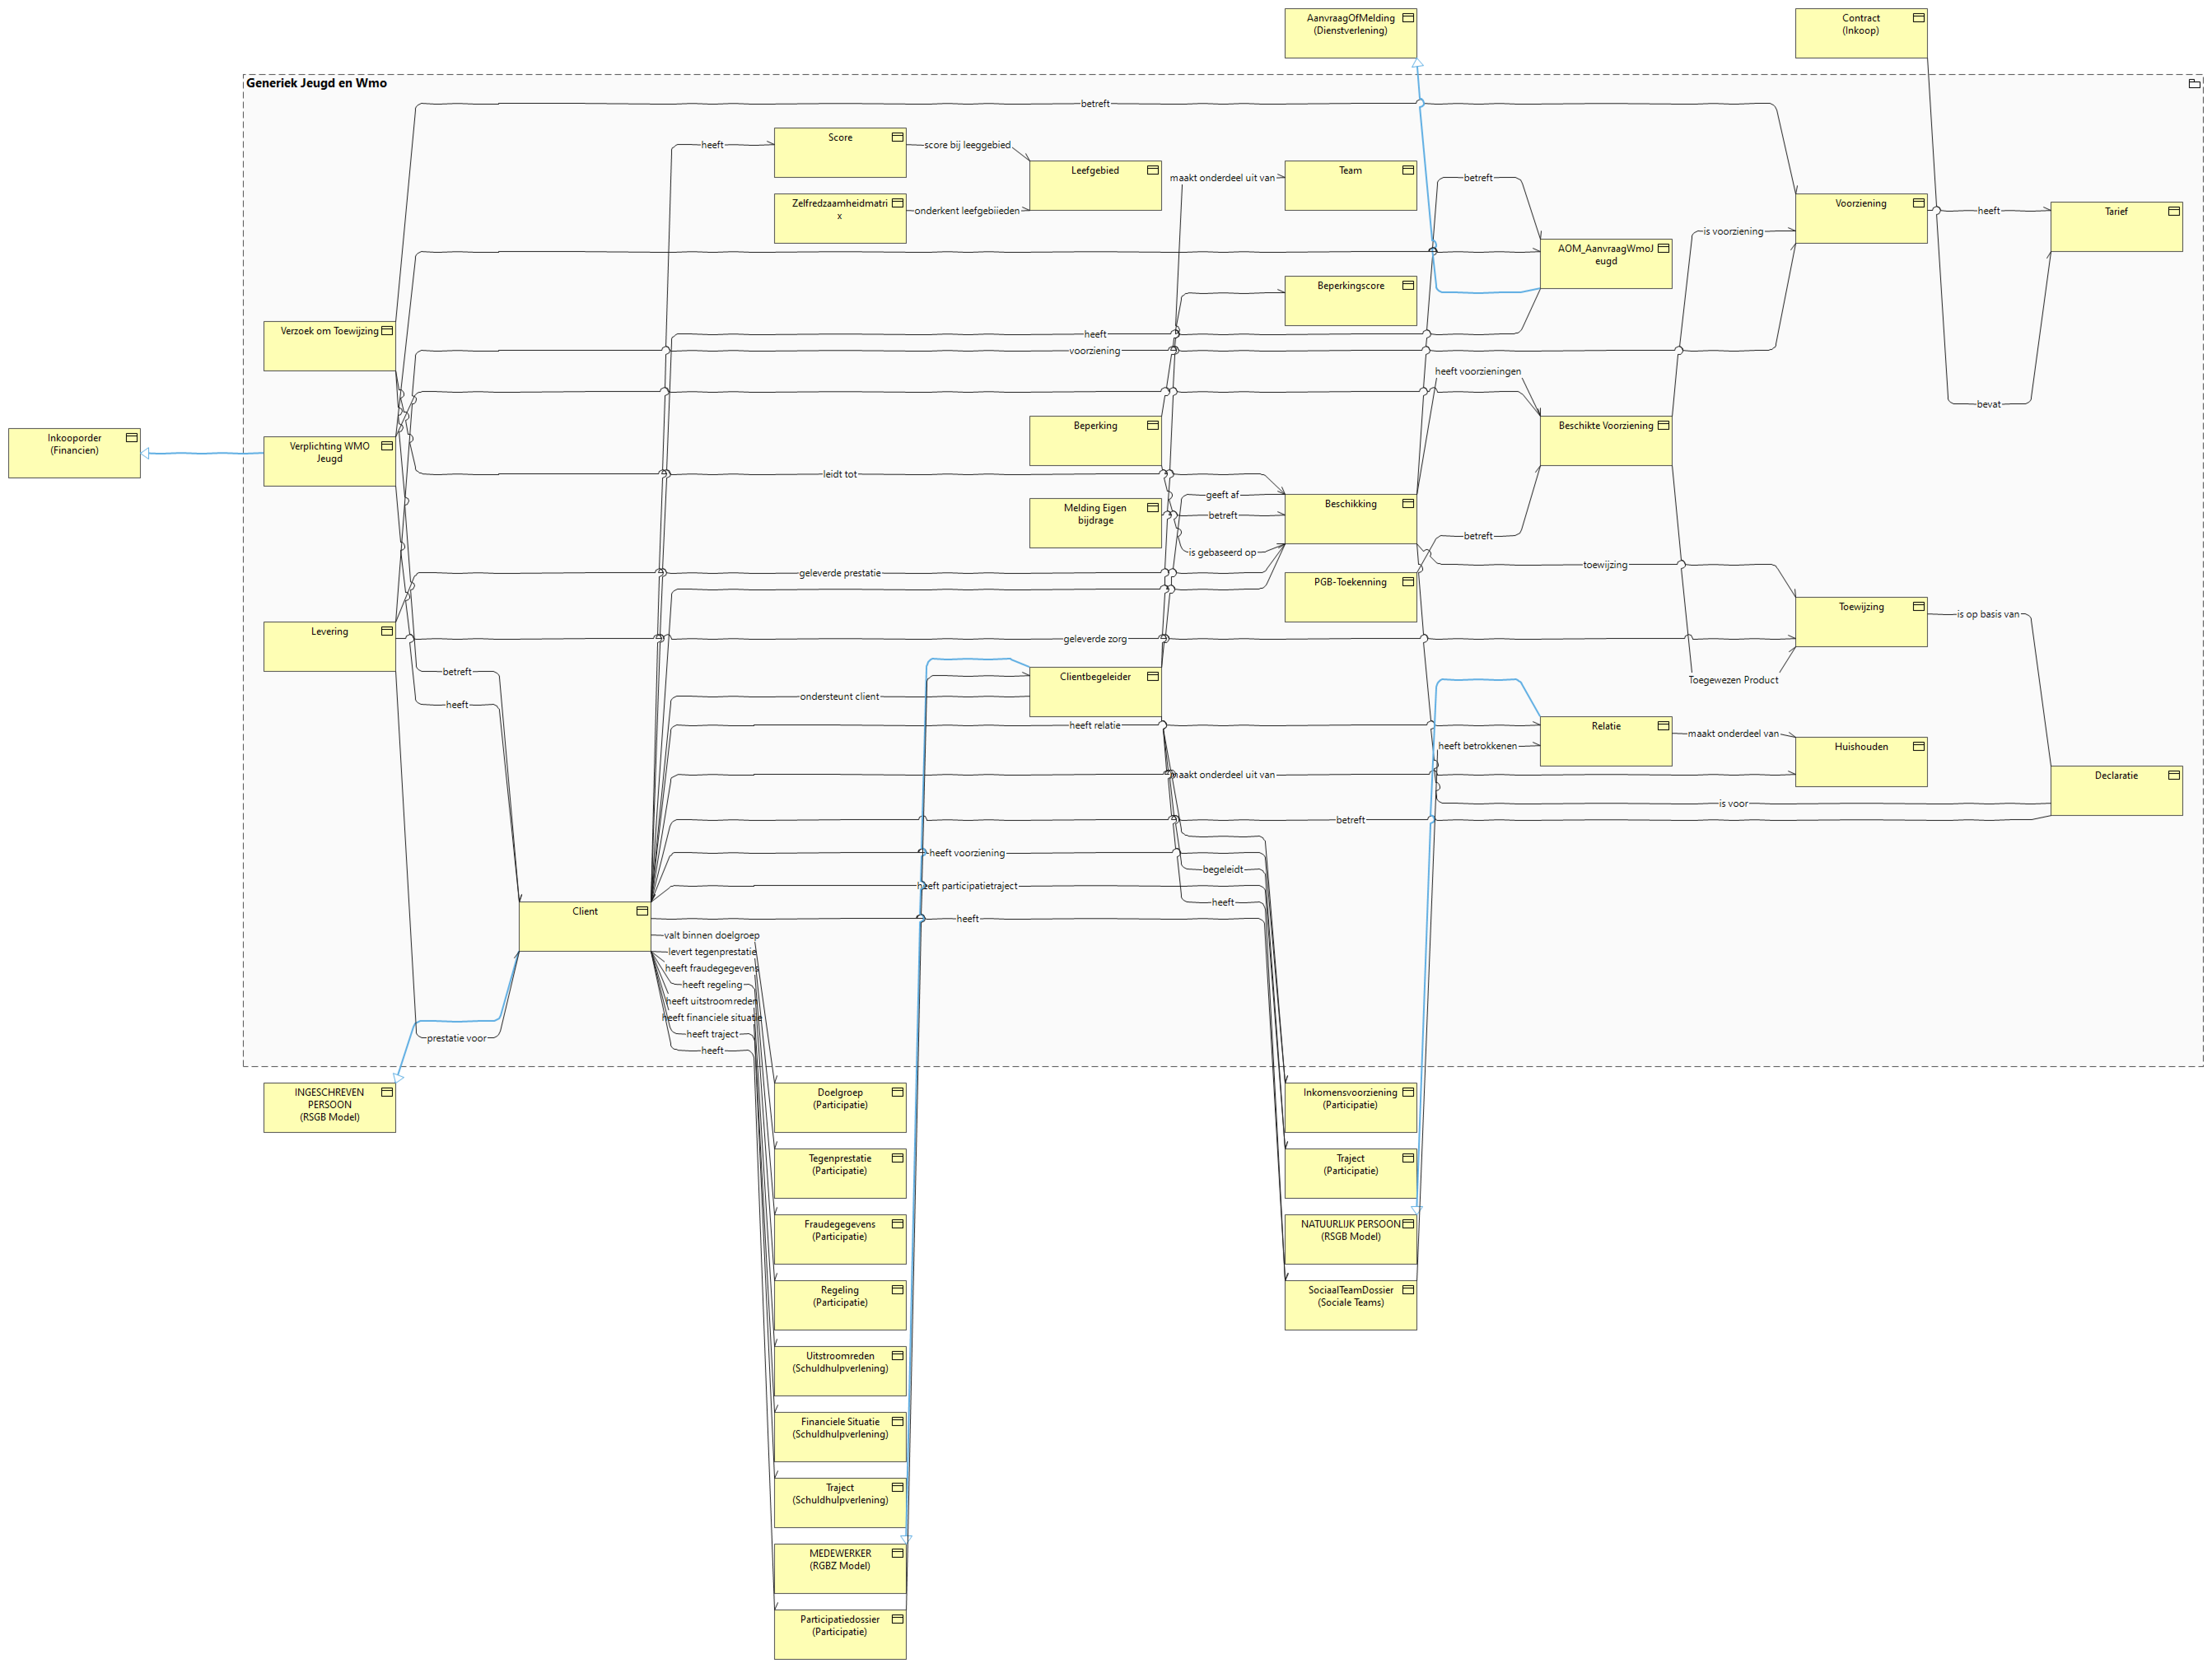 AanvraagOfMelding
(Dienstverlening)
Contract
(Inkoop)
Generiek Jeugd en Wmo
betreft
Score
heeft
score bij leeggebied
Leefgebied
maakt onderdeel uit van
Team
betreft
Zelfredzaamheidmatri
x
onderkent leefgebiieden
Voorziening
heeft
Tarief
is voorziening
AOM_AanvraagWmoJ
eugd
Beperkingscore
Verzoek om Toewijzing
heeft
voorziening
heeft voorzieningen
bevat
Beperking
Beschikte Voorziening
Inkooporder
(Financien)
Verplichting WMO
Jeugd
leidt tot
geeft af
Melding Eigen
bijdrage
betreft
Beschikking
betreft
is gebaseerd op
toewijzing
geleverde prestatie
PGB-Toekenning
Toewijzing
is op basis van
Levering
geleverde zorg
betreft
Clientbegeleider
Toegewezen Product
ondersteunt client
heeft
heeft relatie
Relatie
maakt onderdeel van
heeft betrokkenen
Huishouden
maakt onderdeel uit van
Declaratie
is voor
betreft
heeft voorziening
begeleidt
heeft participatietraject
heeft
Client
heeft
valt binnen doelgroep
levert tegenprestatie
heeft fraudegegevens
heeft regeling
heeft uitstroomreden
heeft financiele situatie
heeft traject
prestatie voor
heeft
INGESCHREVEN
PERSOON
(RSGB Model)
Doelgroep
(Participatie)
Inkomensvoorziening
(Participatie)
Tegenprestatie
(Participatie)
Traject
(Participatie)
Fraudegegevens
(Participatie)
NATUURLIJK PERSOON
(RSGB Model)
Regeling
(Participatie)
SociaalTeamDossier
(Sociale Teams)
Uitstroomreden
(Schuldhulpverlening)
Financiele Situatie
(Schuldhulpverlening)
Traject
(Schuldhulpverlening)
MEDEWERKER
(RGBZ Model)
Participatiedossier
(Participatie)